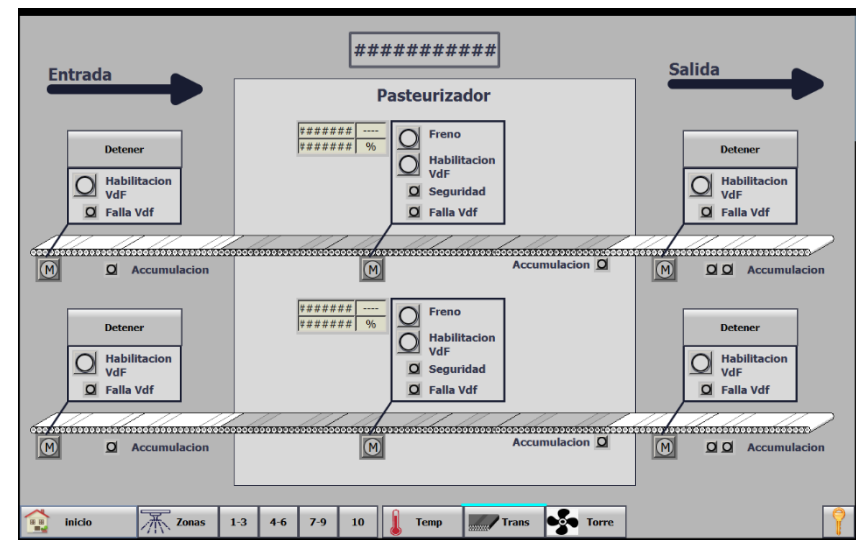 ###########
Entrada
Salida
Pasteurizador
####### ----
####### %
Freno
Habilitacion
VdF
Seguridad
Falla Vdf
Detener
Habilitacion
VdF
Falla Vdf
Detener
Habilitacion
VdF
Falla Vdf
M
Accumulacion
M
Accumulacion
M
Accumulacion
####### ----
####### %
Freno
Habilitacion
VdF
Seguridad
Falla Vdf
Detener
Habilitacion
VdF
Falla Vdf
Detener
Habilitacion
VdF
Falla Vdf
M
Accumulacion
M
Accumulacion
M
Accumulacion
inicio
Zonas
1-3
4-6
7-9
10
Temp
Trans
Torre